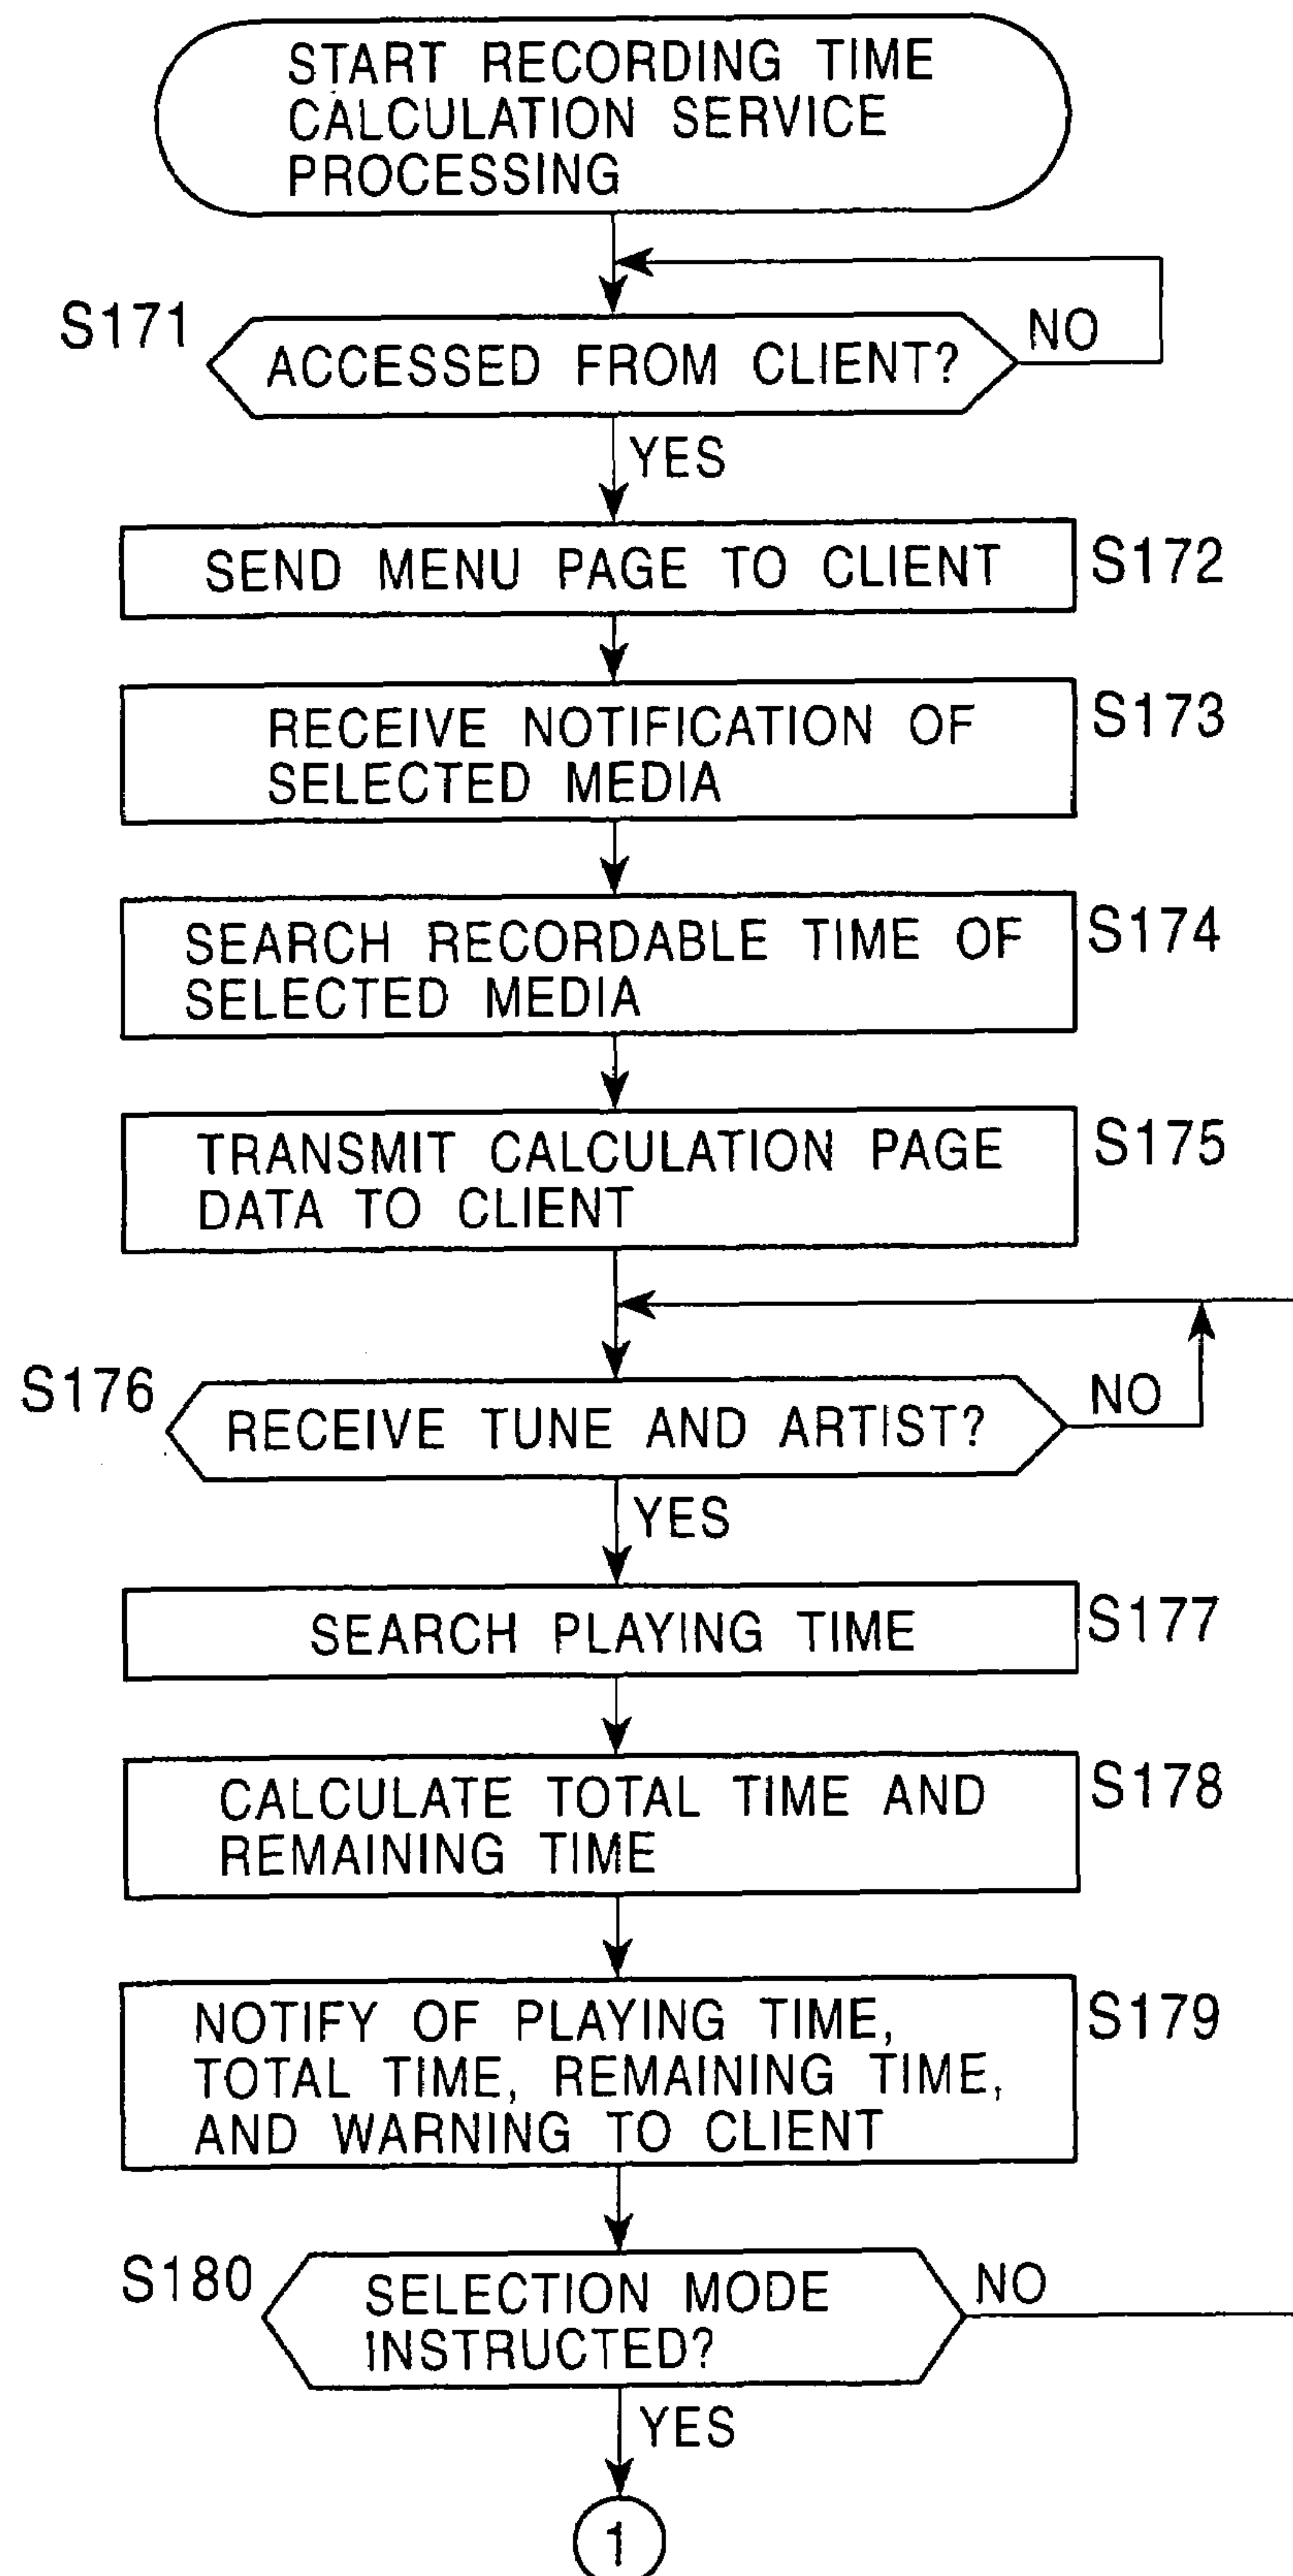 START RECORDING TIME
CALCULATION SERVICE
PROCESSING
S171
ACCESSED FROM CLIENT?
NO
YES
SEND MENU PAGE TO CLIENT
S172
RECEIVE NOTIFICATION OF
SELECTED MEDIA
S173
SEARCH RECORDABLE TIME OF
SELECTED MEDIA
S174
TRANSMIT CALCULATION PAGE
DATA TO CLIENT
S175
S176
RECEIVE TUNE AND ARTIST?
NO
YES
SEARCH PLAYING TIME
S177
CALCULATE TOTAL TIME AND
REMAINING TIME
S178
NOTIFY OF PLAYING TIME,
TOTAL TIME, REMAINING TIME,
AND WARNING TO CLIENT
S179
S180
SELECTION MODE
INSTRUCTED?
NO
YES
1